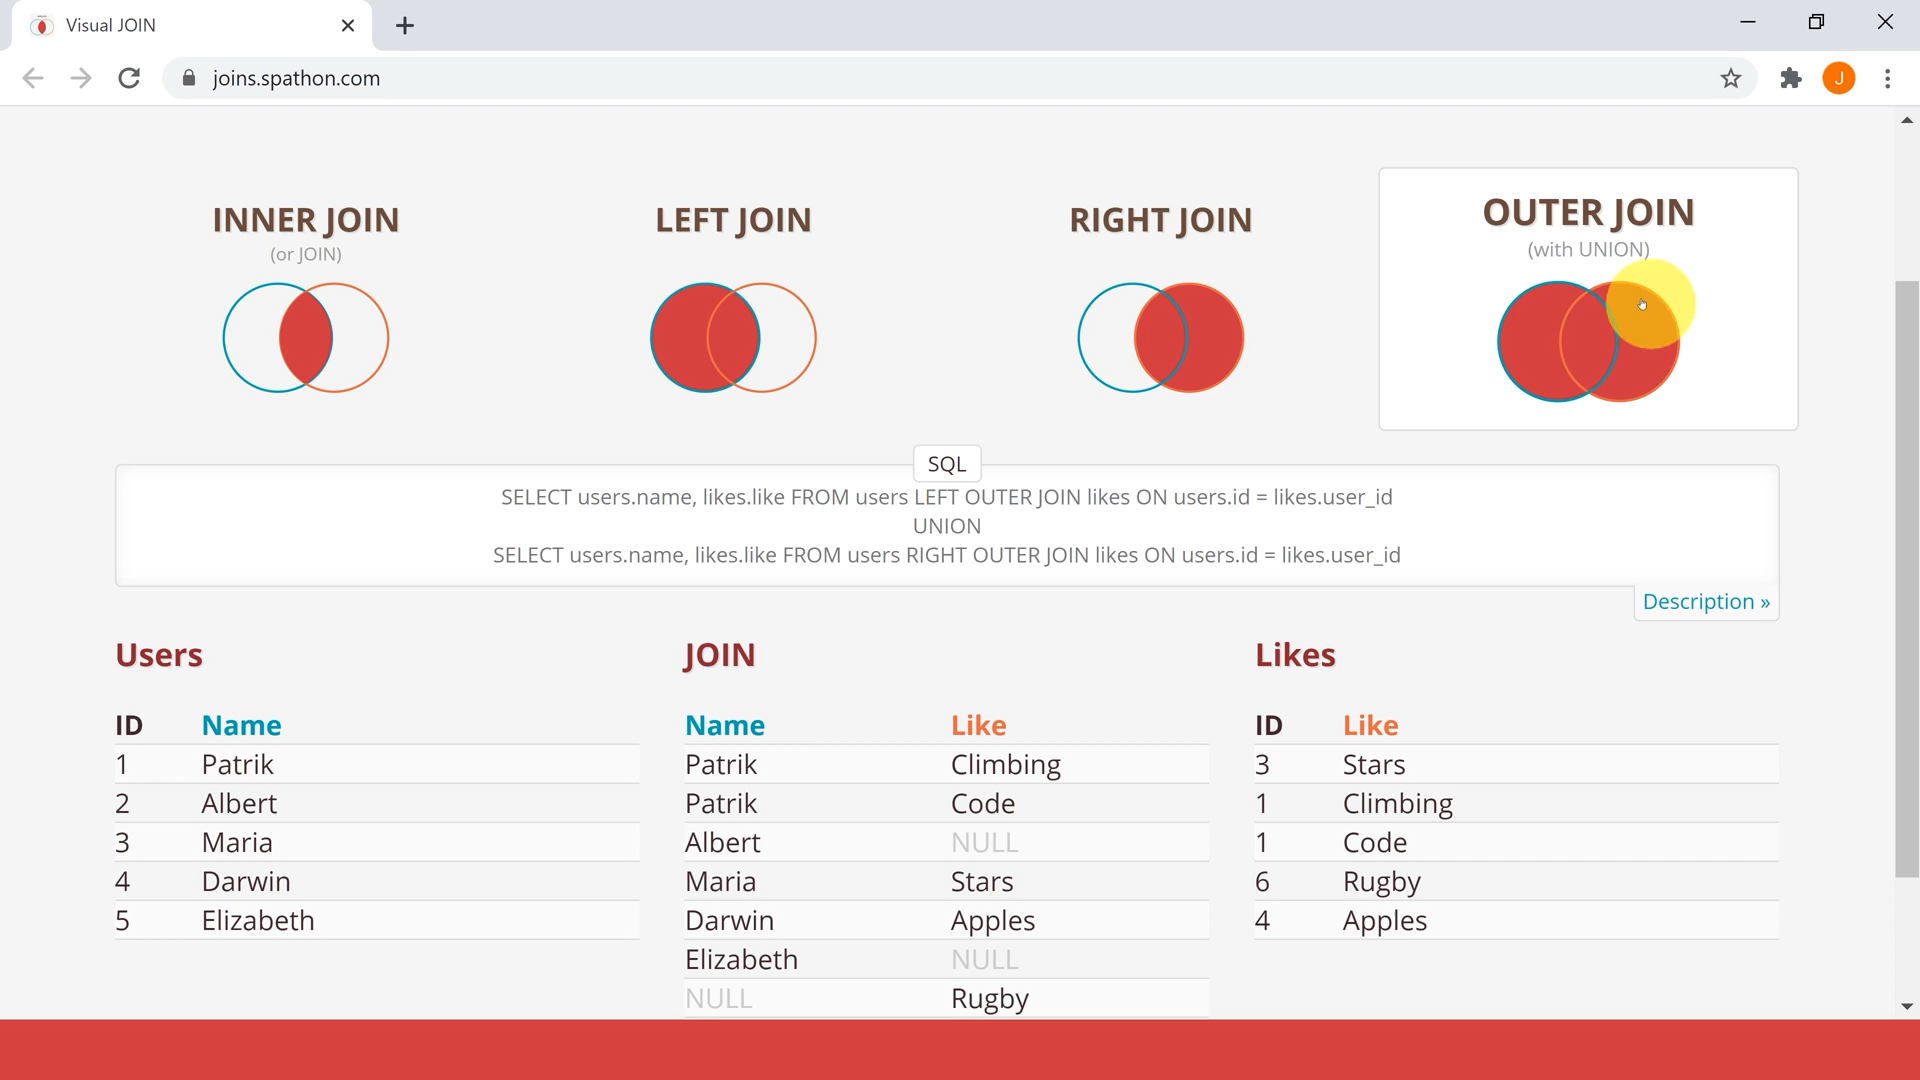 Visual JOIN
joins.spathon.com
J
INNER JOIN
(or JOIN)
LEFT JOIN
RIGHT JOIN
OUTER JOIN
(with UNION)
SQL
SELECT users.name, likes.like FROM users LEFT OUTER JOIN likes ON users.id = likes.user_id
UNION
SELECT users.name, likes.like FROM users RIGHT OUTER JOIN likes ON users.id = likes.user_id
Description »
Users
ID Name
1 Patrik
2 Albert
3 Maria
4 Darwin
5 Elizabeth
JOIN
Name Like
Patrik Climbing
Patrik Code
Albert NULL
Maria Stars
Darwin Apples
Elizabeth NULL
NULL Rugby
Likes
ID Like
3 Stars
1 Climbing
1 Code
6 Rugby
4 Apples